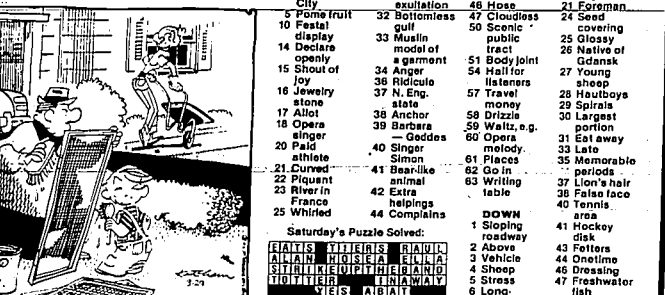 Ketcham
3-29
City
5 Pome fruit
10 Festal
display
14 Declare
openly
15 Shout of
joy
16 Jewelry
stone
17 Allot
18 Opera
singer
20 Paid
athlete
21 Curved
22 Piquant
23 River in
France
25 Whirled
exultation
32 Bottomless
gulf
33 Muslin
model of
a garment
34 Anger
36 Ridicule
37 N. Eng.
state
38 Anchor
39 Barbara
— Geddes
40 Singer
Simon
41 Bear-like
animal
42 Extra
helpings
44 Complains
46 Hose
47 Cloudless
50 Scenic
public
tract
51 Body joint
54 Hall for
listeners
57 Travel
money
58 Drizzle
59 Waltz, e.g.
60 Opera
melody
61 Places
62 Go in
63 Writing
table
DOWN
1 Sloping
roadway
2 Above
3 Vehicle
4 Sheep
5 Stress
6 Long-
21 Foreman
24 Seed
covering
25 Glossy
26 Native of
Gdansk
27 Young
sheep
28 Hautboys
29 Spirals
30 Largest
portion
31 Eat away
33 Late
35 Memorable
periods
37 Lion's hair
38 False face
40 Tennis
area
41 Hockey
disk
43 Fetters
44 Onetime
46 Dressing
47 Freshwater
fish
Saturday's Puzzle Solved:
EATS TIERS RAUL
ALAN HOSEA ELLA
STRIKEUPTHEBAND
TOTTER INAWAY
YES ABAT